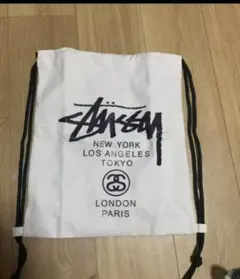 STÜSSY
NEW YORK
LOS ANGELES
TOKYO
LONDON
PARIS